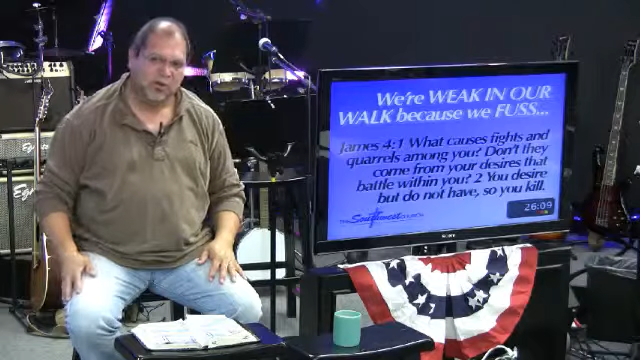 We're WEAK IN OUR
WALK because we FUSS...
James 4:1 What causes fights and
quarrels among you? Don't they
come from your desires that
battle within you? 2 You desire
but do not have, so you kill.
26:09
Southwest
SONY